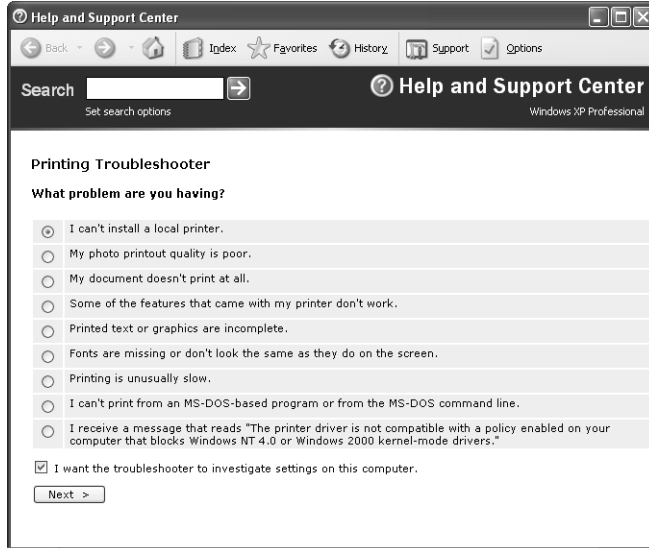 Help and Support Center
Back Index Favorites History Support Options
Search Help and Support Center
Set search options Windows XP Professional
Printing Troubleshooter
What problem are you having?
I can't install a local printer.
My photo printout quality is poor.
My document doesn't print at all.
Some of the features that came with my printer don't work.
Printed text or graphics are incomplete.
Fonts are missing or don't look the same as they do on the screen.
Printing is unusually slow.
I can't print from an MS-DOS-based program or from the MS-DOS command line.
I receive a message that reads "The printer driver is not compatible with a policy enabled on your
computer that blocks Windows NT 4.0 or Windows 2000 kernel-mode drivers."
I want the troubleshooter to investigate settings on this computer.
Next >